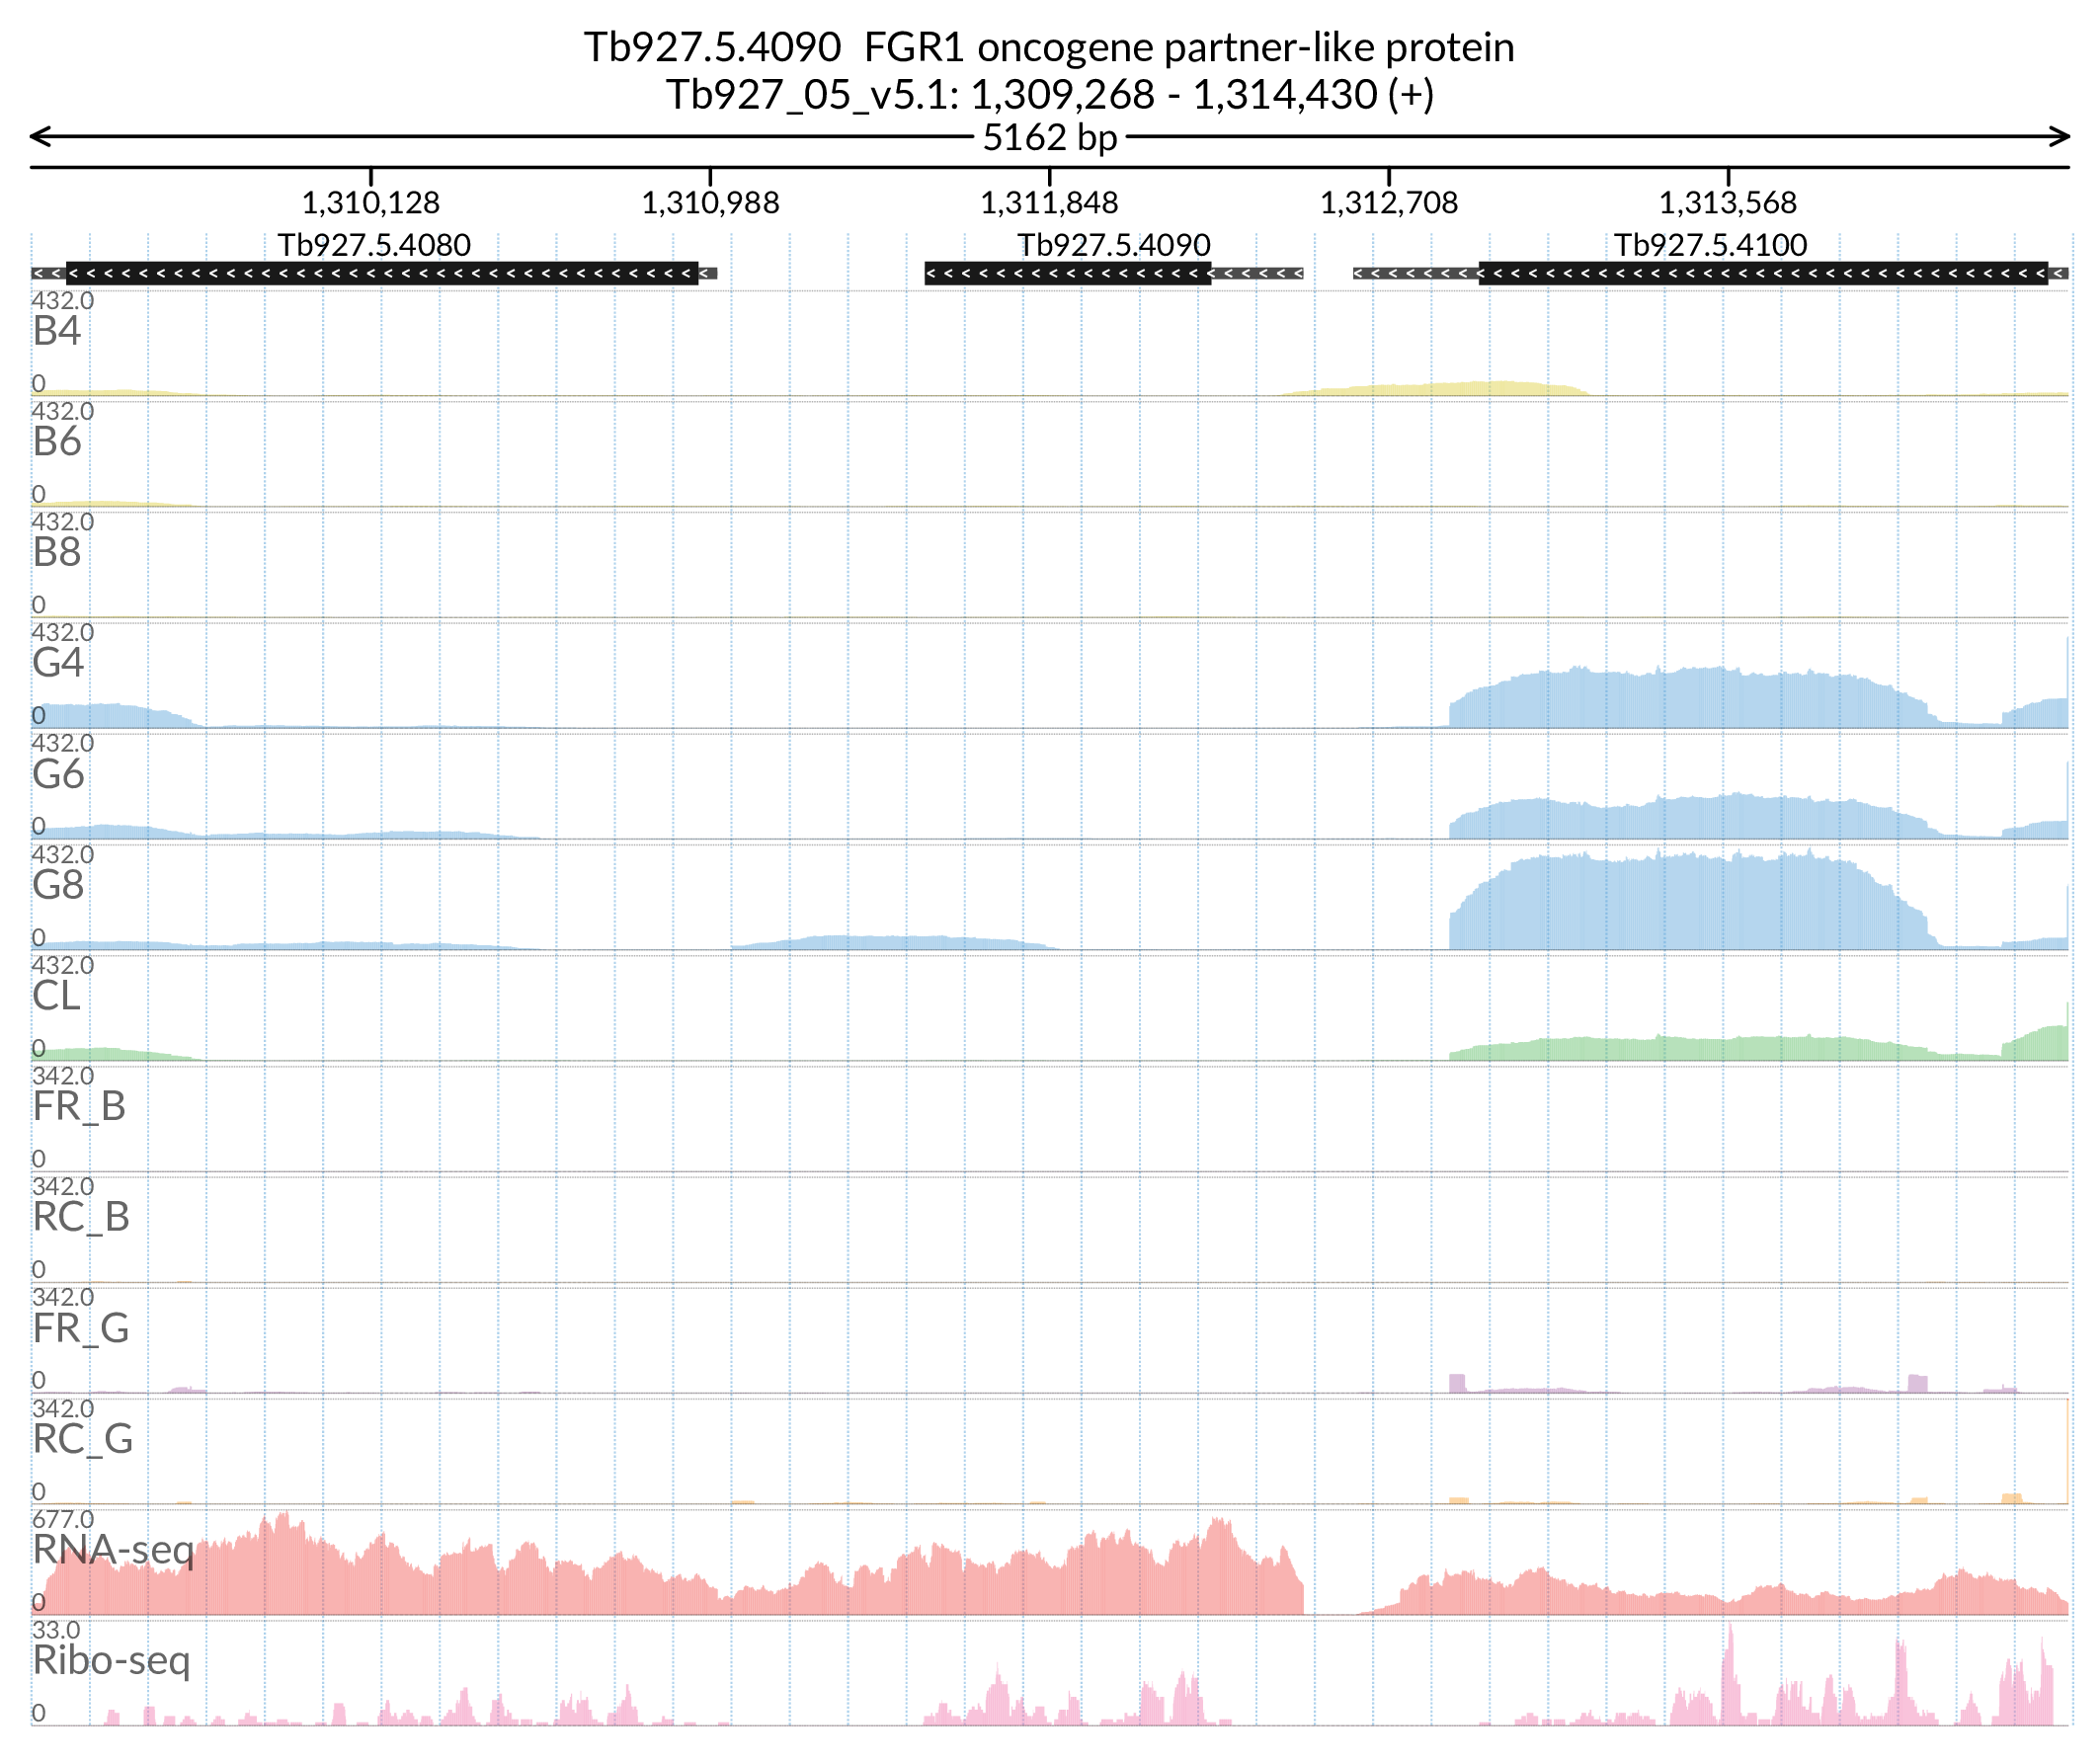 Tb927.5.4090 FGR1 oncogene partner-like protein
Tb927_05_v5.1: 1,309,268 - 1,314,430 (+)
5162 bp
1,310,128 1,310,988 1,311,848 1,312,708 1,313,568
Tb927.5.4080 Tb927.5.4090 Tb927.5.4100
432.0
B4
0
432.0
B6
0
432.0
B8
0
432.0
G4
0
432.0
G6
0
432.0
G8
0
432.0
CL
0
342.0
FR_B
0
342.0
RC_B
0
342.0
FR_G
0
342.0
RC_G
0
677.0
RNA-seq
0
33.0
Ribo-seq
0